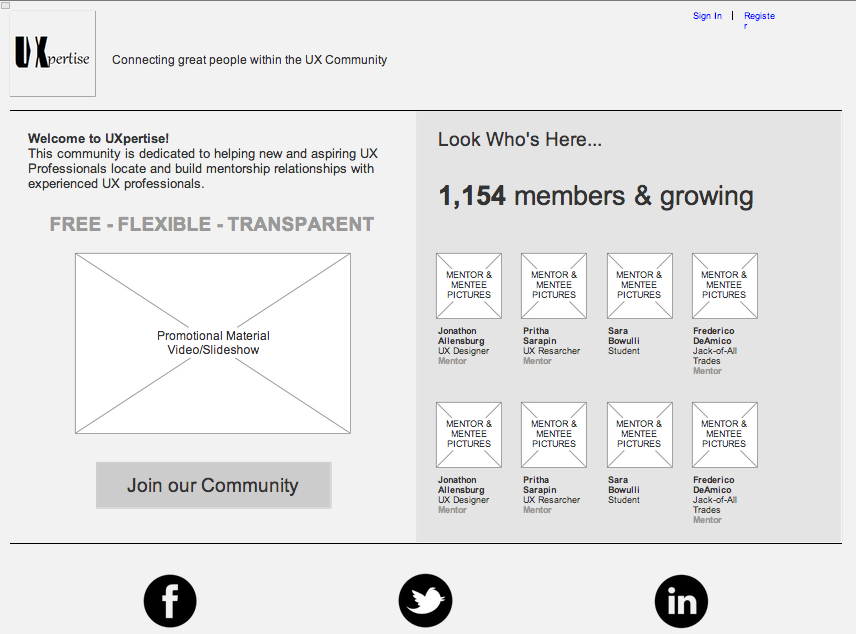 Sign In | Registe
r
UXpertise
Connecting great people within the UX Community
Welcome to UXpertise!
This community is dedicated to helping new and aspiring UX
Professionals locate and build mentorship relationships with
experienced UX professionals.
FREE - FLEXIBLE - TRANSPARENT
Promotional Material
Video/Slideshow
Join our Community
Look Who's Here...
1,154 members & growing
MENTOR &
MENTEE
PICTURES
Jonathon
Allensburg
UX Designer
Mentor
MENTOR &
MENTEE
PICTURES
Pritha
Sarapin
UX Resarcher
Mentor
MENTOR &
MENTEE
PICTURES
Sara
Bowulli
Student
MENTOR &
MENTEE
PICTURES
Frederico
DeAmico
Jack-of-All
Trades
Mentor
MENTOR &
MENTEE
PICTURES
Jonathon
Allensburg
UX Designer
Mentor
MENTOR &
MENTEE
PICTURES
Pritha
Sarapin
UX Resarcher
Mentor
MENTOR &
MENTEE
PICTURES
Sara
Bowulli
Student
MENTOR &
MENTEE
PICTURES
Frederico
DeAmico
Jack-of-All
Trades
Mentor
f
in